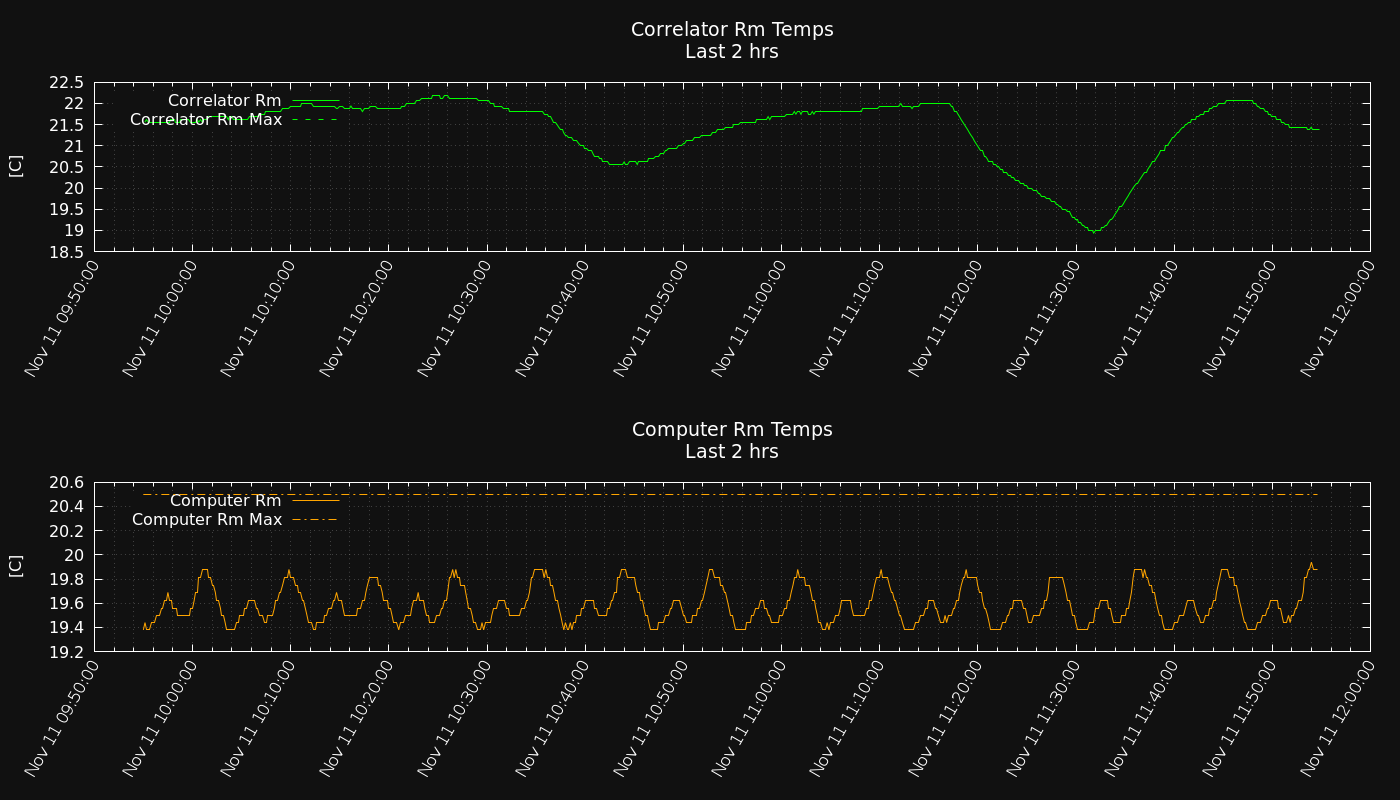 Correlator Rm Temps
Last 2 hrs
22.5
22
21.5
21
20.5
20
19.5
19
18.5
[C]
Correlator Rm
Correlator Rm Max
Nov 11 09:50:00
Nov 11 10:00:00
Nov 11 10:10:00
Nov 11 10:20:00
Nov 11 10:30:00
Nov 11 10:40:00
Nov 11 10:50:00
Nov 11 11:00:00
Nov 11 11:10:00
Nov 11 11:20:00
Nov 11 11:30:00
Nov 11 11:40:00
Nov 11 11:50:00
Nov 11 12:00:00
Computer Rm Temps
Last 2 hrs
20.6
20.4
20.2
20
19.8
19.6
19.4
19.2
[C]
Computer Rm
Computer Rm Max
Nov 11 09:50:00
Nov 11 10:00:00
Nov 11 10:10:00
Nov 11 10:20:00
Nov 11 10:30:00
Nov 11 10:40:00
Nov 11 10:50:00
Nov 11 11:00:00
Nov 11 11:10:00
Nov 11 11:20:00
Nov 11 11:30:00
Nov 11 11:40:00
Nov 11 11:50:00
Nov 11 12:00:00